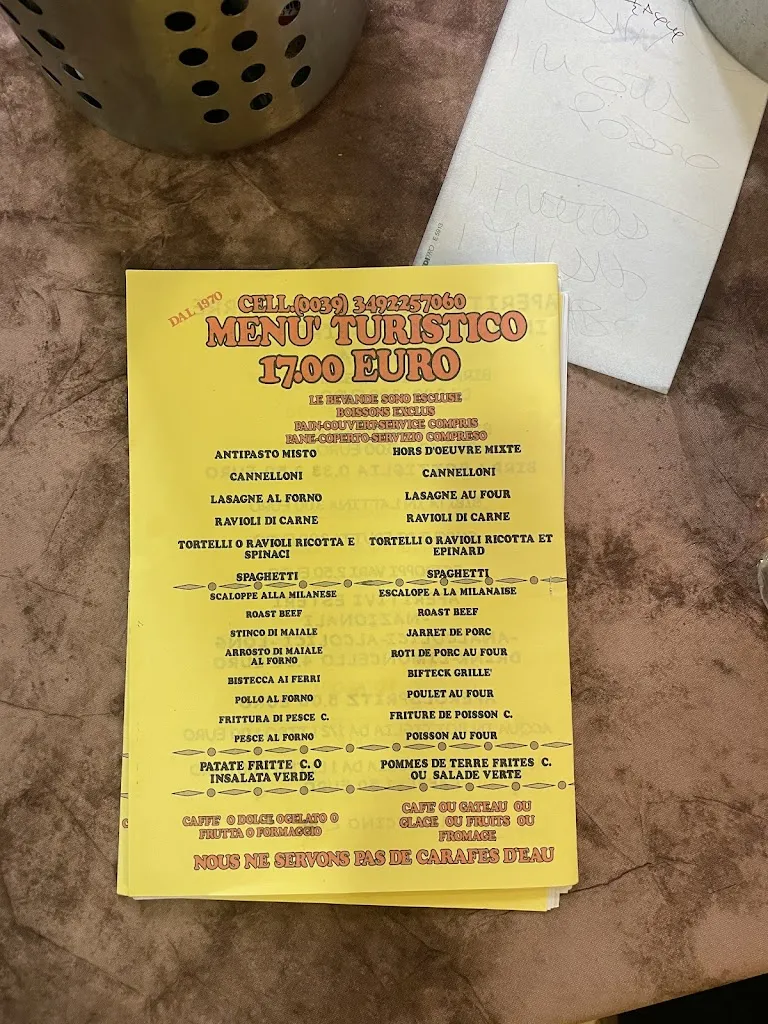 DAL 1970
CELL.(0039) 3492257060
MENU' TURISTICO
17.00 EURO
LE BEVANDE SONO ESCLUSE
BOISSONS EXCLUS
PAIN-COUVERT-SERVICE COMPRIS
PANE-COPERTO-SERVIZIO COMPRESO
ANTIPASTO MISTO HORS D'OEUVRE MIXTE
CANNELLONI CANNELLONI
LASAGNE AL FORNO LASAGNE AU FOUR
RAVIOLI DI CARNE RAVIOLI DI CARNE
TORTELLI O RAVIOLI RICOTTA E TORTELLI O RAVIOLI RICOTTA ET
SPINACI EPINARD
SPAGHETTI SPAGHETTI
SCALOPPE ALLA MILANESE ESCALOPE A LA MILANAISE
ROAST BEEF ROAST BEEF
STINCO DI MAIALE JARRET DE PORC
ARROSTO DI MAIALE ROTI DE PORC AU FOUR
AL FORNO
BISTECCA AI FERRI BIFTECK GRILLE'
POLLO AL FORNO POULET AU FOUR
FRITTURA DI PESCE C. FRITURE DE POISSON C.
PESCE AL FORNO POISSON AU FOUR
PATATE FRITTE C. O POMMES DE TERRE FRITES C.
INSALATA VERDE OU SALADE VERTE
CAFFE' O DOLCE OGELATO O CAFE' OU GATEAU OU
FRUTTA O FORMAGGIO GLACE OU FRUITS OU
FROMAGE
NOUS NE SERVONS PAS DE CARAFES D'EAU